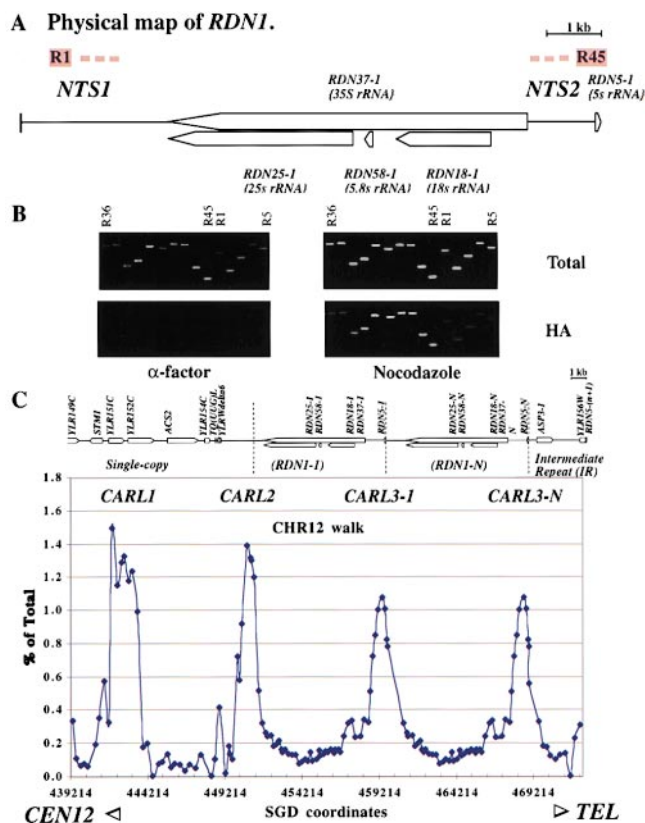 A Physical map of RDN1.
1 kb
R1
R45
NTS1
NTS2
RDN37-1
(35S rRNA)
RDN5-1
(5s rRNA)
RDN25-1
(25s rRNA)
RDN58-1
(5.8s rRNA)
RDN18-1
(18s rRNA)
B
R36
R45
R1
R5
R36
R45
R1
R5
Total
HA
α-factor
Nocodazole
C
1 kb
YLR149C
STM1
YLR151C
YLR152C
ACS2
YLR154C
YLRWdelta6
RDN25-1
RDN58-1
RDN18-1
RDN37-1
RDN5-1
RDN25-N
RDN58-N
RDN18-N
RDN37-N
RDN5-N
ASP3-1
YLR156W
RDN5-(n+1)
Single-copy
(RDN1-1)
(RDN1-N)
Intermediate
Repeat (IR)
CARL1
CARL2
CARL3-1
CARL3-N
CHR12 walk
% of Total
1.8
1.6
1.4
1.2
1.0
0.8
0.6
0.4
0.2
0.0
439214 444214 449214 454214 459214 464214 469214
CEN12
SGD coordinates
TEL